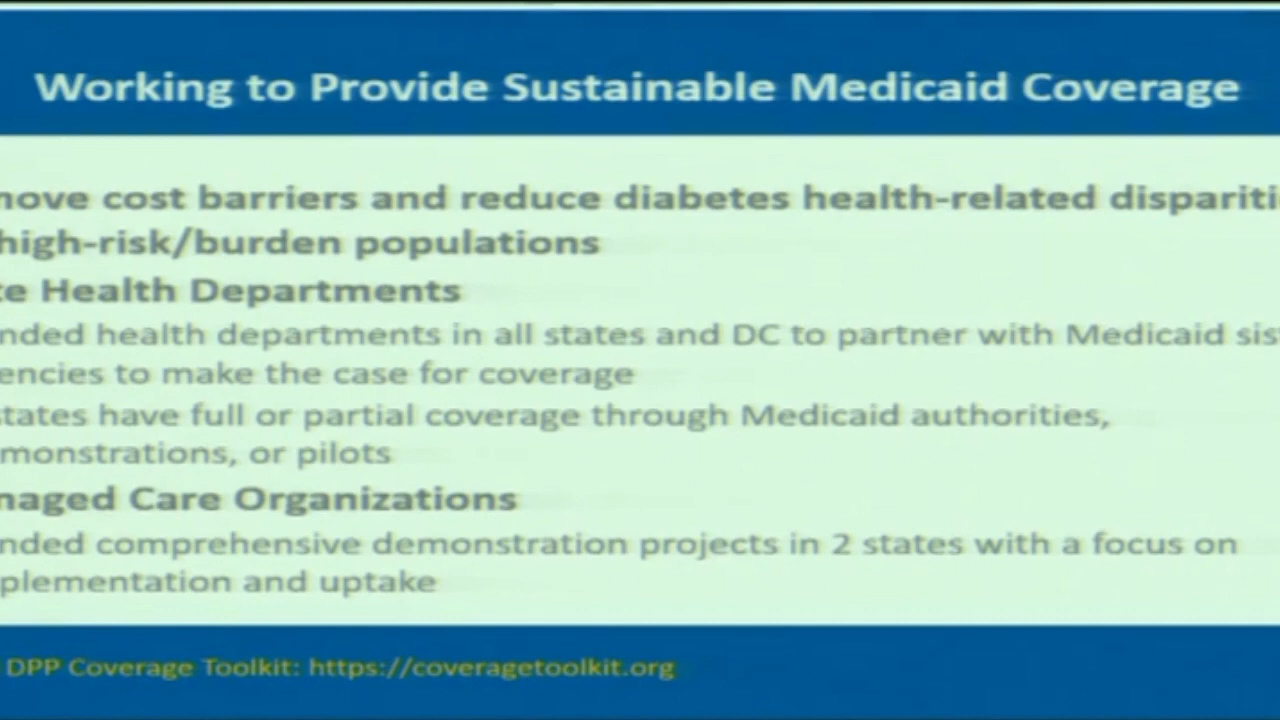 Working to Provide Sustainable Medicaid Coverage
move cost barriers and reduce diabetes health-related dispariti
high-risk/burden populations
te Health Departments
nded health departments in all states and DC to partner with Medicaid sis
encies to make the case for coverage
states have full or partial coverage through Medicaid authorities,
monstrations, or pilots
naged Care Organizations
nded comprehensive demonstration projects in 2 states with a focus on
plementation and uptake
DPP Coverage Toolkit: https://coveragetoolkit.org